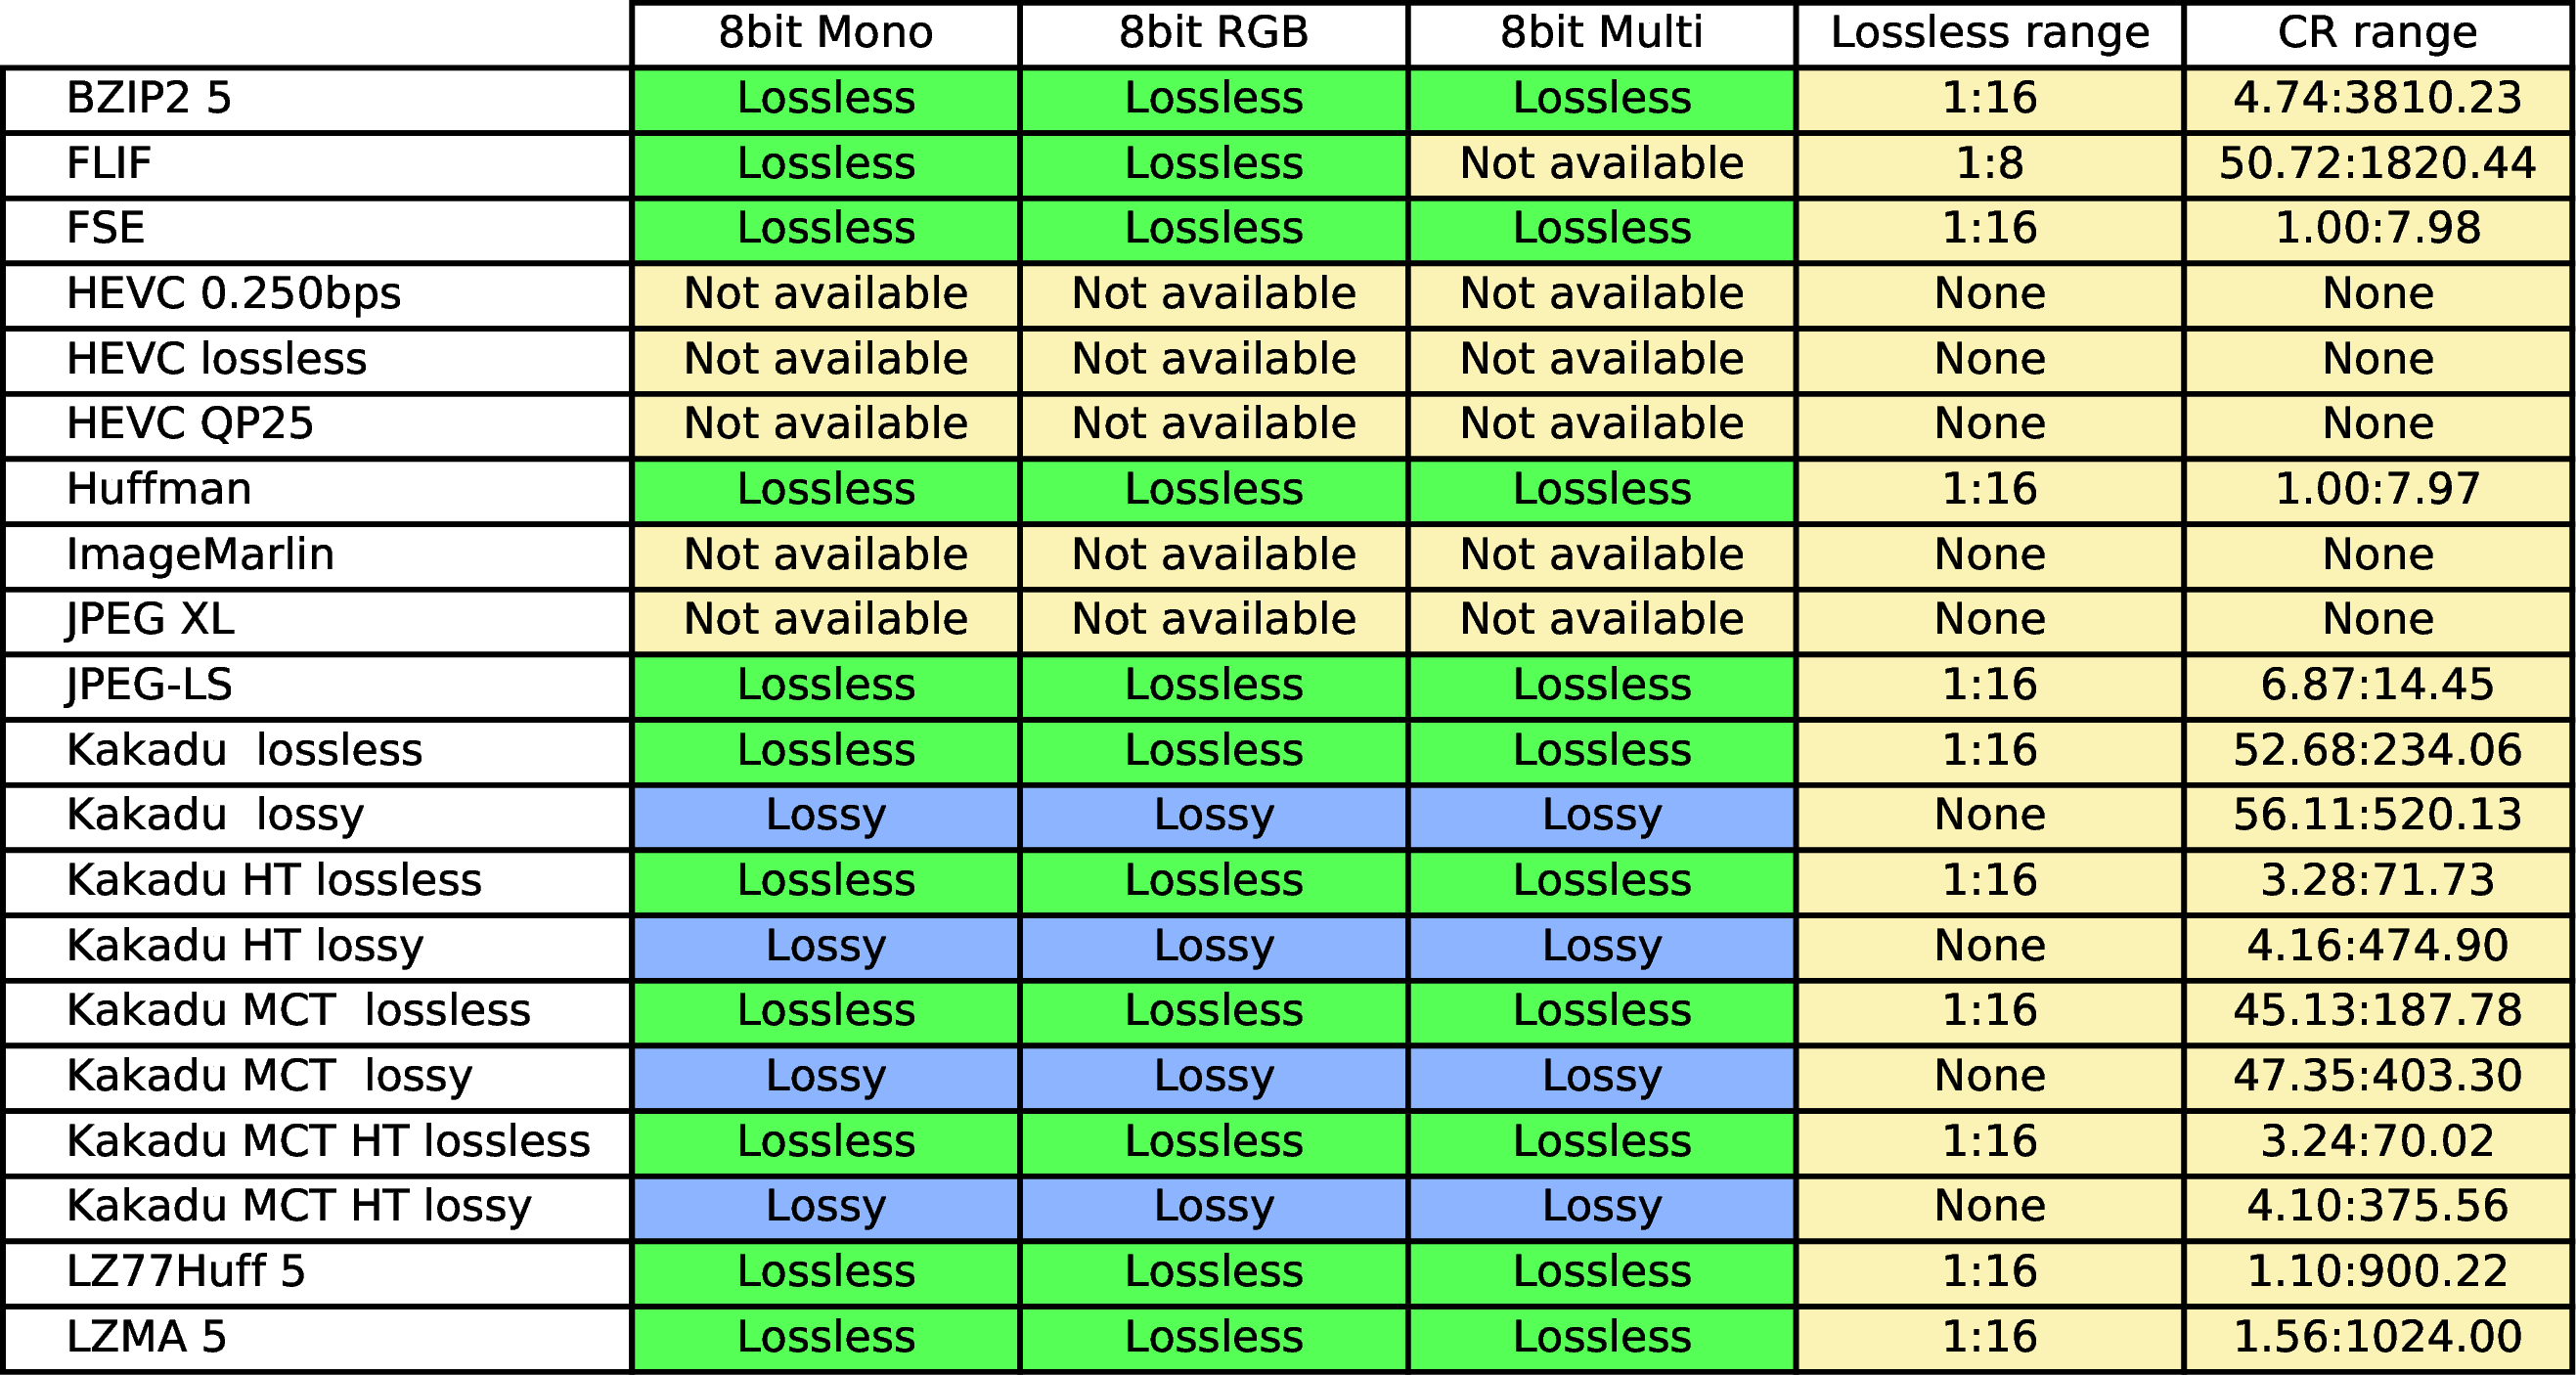 8bit Mono 8bit RGB 8bit Multi Lossless range CR range
BZIP2 5 Lossless Lossless Lossless 1:16 4.74:3810.23
FLIF Lossless Lossless Not available 1:8 50.72:1820.44
FSE Lossless Lossless Lossless 1:16 1.00:7.98
HEVC 0.250bps Not available Not available Not available None None
HEVC lossless Not available Not available Not available None None
HEVC QP25 Not available Not available Not available None None
Huffman Lossless Lossless Lossless 1:16 1.00:7.97
ImageMarlin Not available Not available Not available None None
JPEG XL Not available Not available Not available None None
JPEG-LS Lossless Lossless Lossless 1:16 6.87:14.45
Kakadu  lossless Lossless Lossless Lossless 1:16 52.68:234.06
Kakadu  lossy Lossy Lossy Lossy None 56.11:520.13
Kakadu HT lossless Lossless Lossless Lossless 1:16 3.28:71.73
Kakadu HT lossy Lossy Lossy Lossy None 4.16:474.90
Kakadu MCT  lossless Lossless Lossless Lossless 1:16 45.13:187.78
Kakadu MCT  lossy Lossy Lossy Lossy None 47.35:403.30
Kakadu MCT HT lossless Lossless Lossless Lossless 1:16 3.24:70.02
Kakadu MCT HT lossy Lossy Lossy Lossy None 4.10:375.56
LZ77Huff 5 Lossless Lossless Lossless 1:16 1.10:900.22
LZMA 5 Lossless Lossless Lossless 1:16 1.56:1024.00